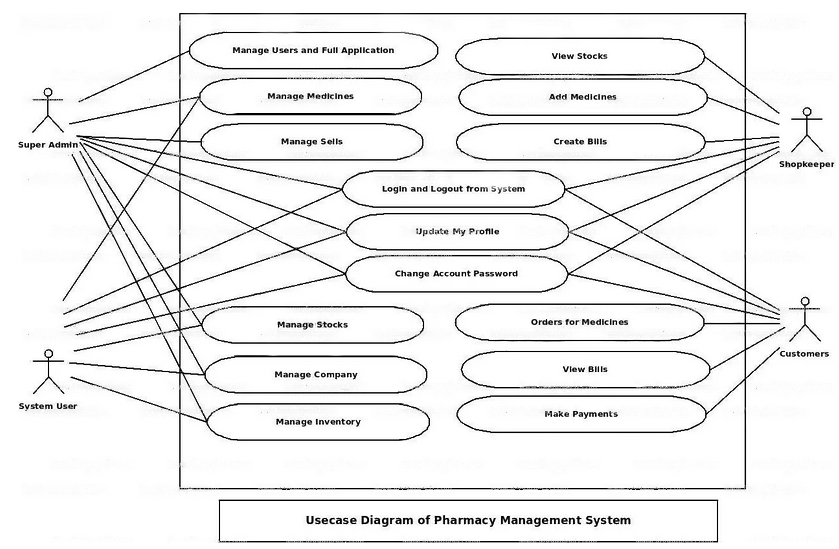 Manage Users and Full Application
View Stocks
Manage Medicines
Add Medicines
Manage Sells
Create Bills
Super Admin
Shopkeeper
Login and Logout from System
Update My Profile
Change Account Password
Manage Stocks
Orders for Medicines
Customers
Manage Company
View Bills
System User
Manage Inventory
Make Payments
Usecase Diagram of Pharmacy Management System